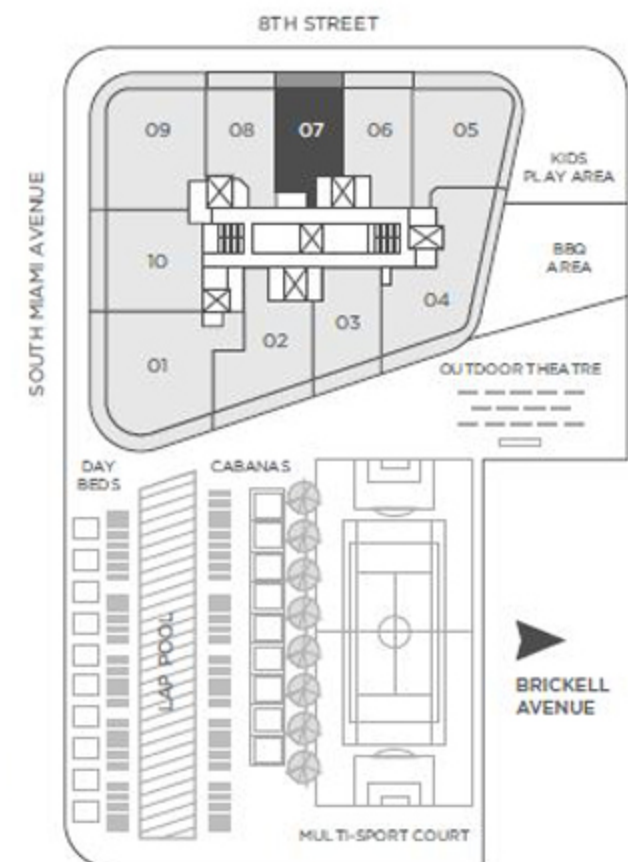 8TH STREET
09
08
07
06
05
KIDS
PLAY AREA
SOUTH MIAMI AVENUE
10
BBQ
AREA
04
03
02
01
OUTDOOR THEATRE
DAY
BEDS
CABANAS
LAP POOL
BRICKELL
AVENUE
MULTI-SPORT COURT